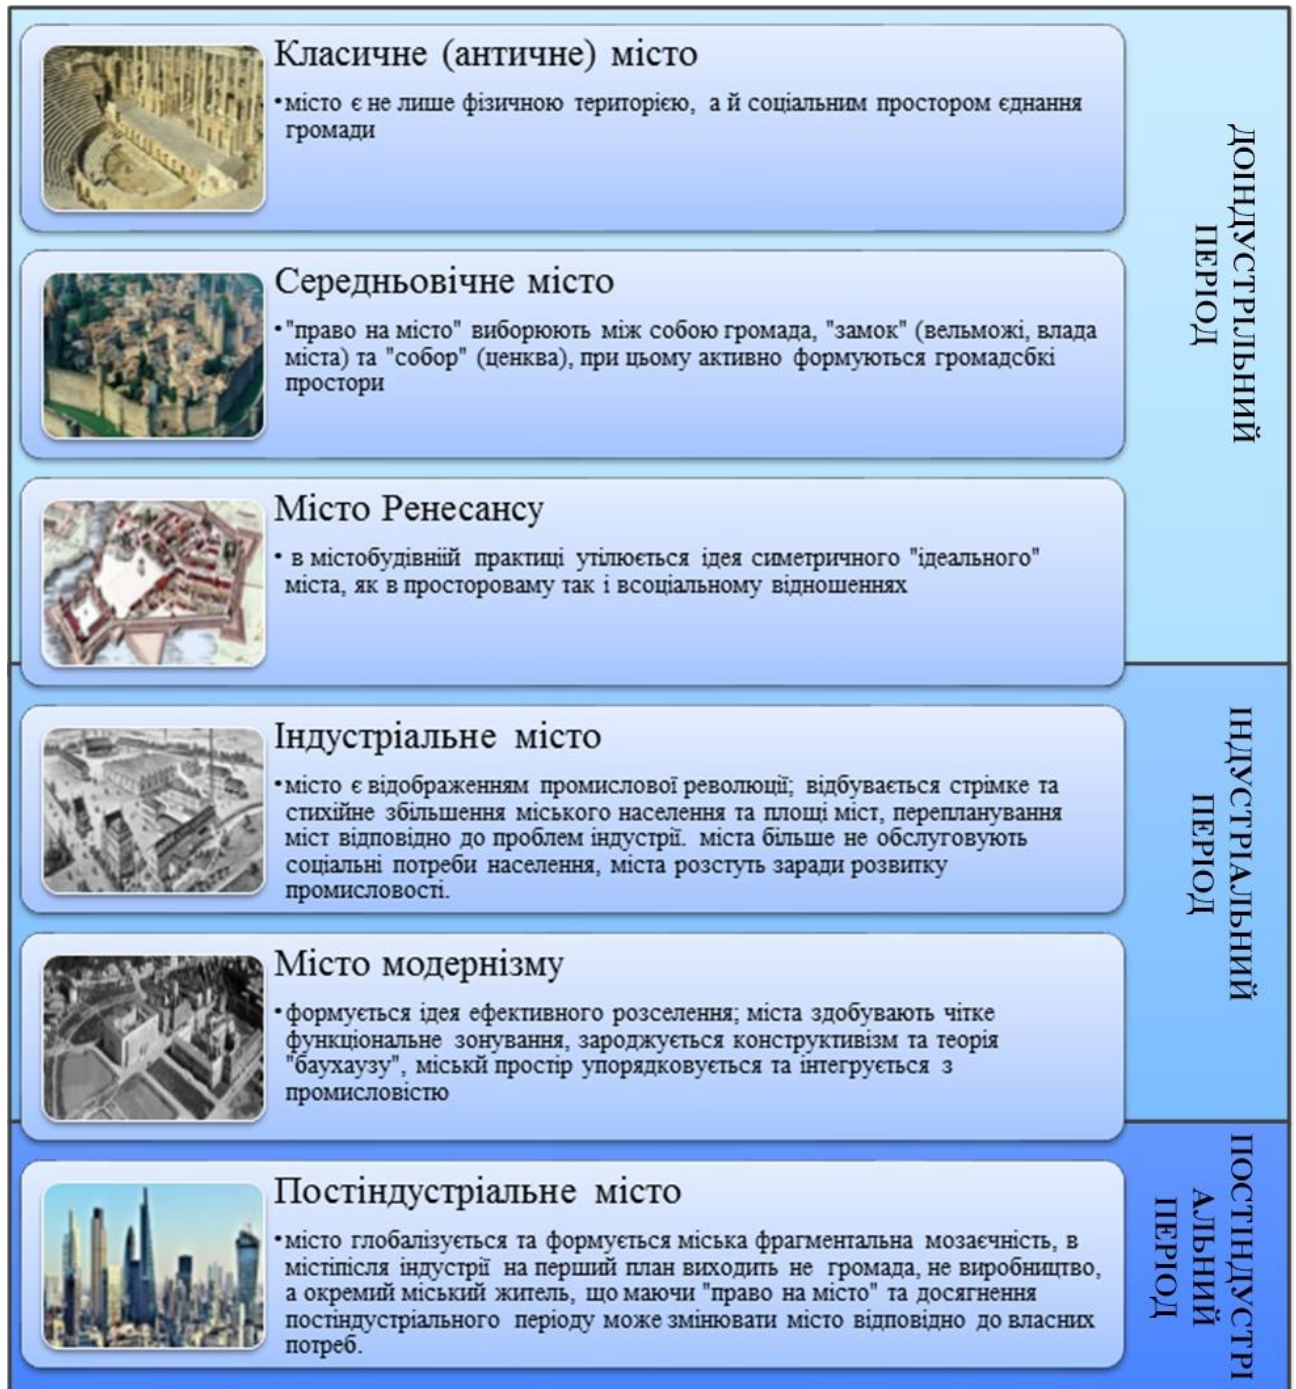 Класичне (античне) місто
•місто є не лише фізичною територією, а й соціальним простором єднання
громади
Середньовічне місто
•"право на місто" виборюють між собою громада, "замок" (вельможі, влада
міста) та "собор" (ценква), при цьому активно формуються громадсбкі
простори
Місто Ренесансу
• в містобудівніій практиці утілюється ідея симетричного "ідеального"
міста, як в простороваму так і всоціальному відношеннях
ДОІНДУСТРІЛЬНИЙ
ПЕРІОД
Індустріальне місто
•місто є відображенням промислової революції; відбувається стрімке та
стихійне збільшення міського населення та площі міст, перепланування
міст відповідно до проблем індустрії. міста більше не обслуговують
соціальні потреби населення, міста розстуть заради розвитку
промисловості.
Місто модернізму
•формується ідея ефективного розселення; міста здобувають чітке
функціональне зонування, зароджується конструктивізм та теорія
"баухаузу", міській простір упорядковується та інтегрується з
промисловістю
ІНДУСТРІАЛЬНИЙ
ПЕРІОД
Постіндустріальне місто
•місто глобалізується та формується міська фрагментальна мозаєчність, в
містіпісля індустрії на перший план виходить не громада, не виробництво,
а окремий міський житель, що маючи "право на місто" та досягнення
постіндустріального періоду може змінювати місто відповідно до власних
потреб.
ПОСТІНДУСТРІ
АЛЬНИЙ
ПЕРІОД